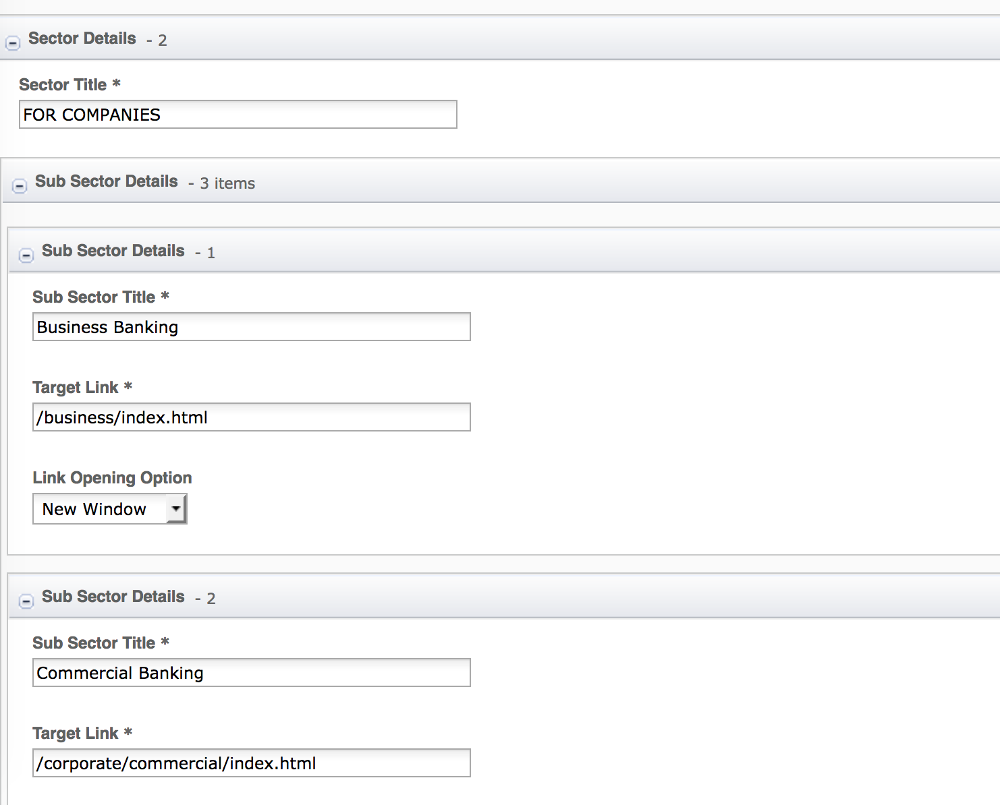 Sector Details - 2
Sector Title *
FOR COMPANIES
Sub Sector Details - 3 items
Sub Sector Details - 1
Sub Sector Title *
Business Banking
Target Link *
/business/index.html
Link Opening Option
New Window
Sub Sector Details - 2
Sub Sector Title *
Commercial Banking
Target Link *
/corporate/commercial/index.html